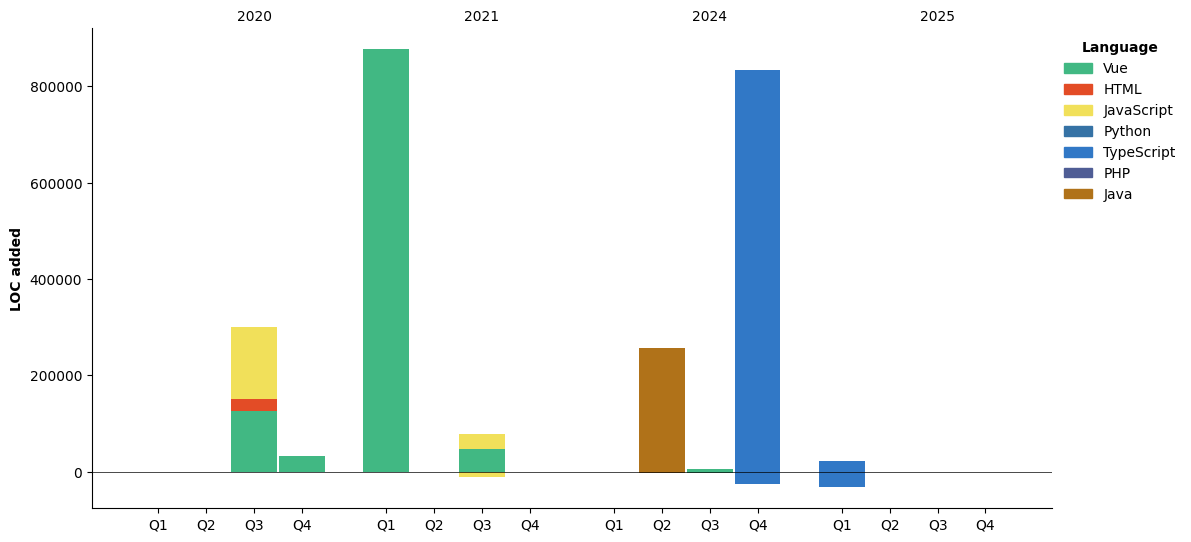 2020 2021 2024 2025
Language
Vue
HTML
JavaScript
Python
TypeScript
PHP
Java
LOC added
800000
600000
400000
200000
0
Q1 Q2 Q3 Q4 Q1 Q2 Q3 Q4 Q1 Q2 Q3 Q4 Q1 Q2 Q3 Q4